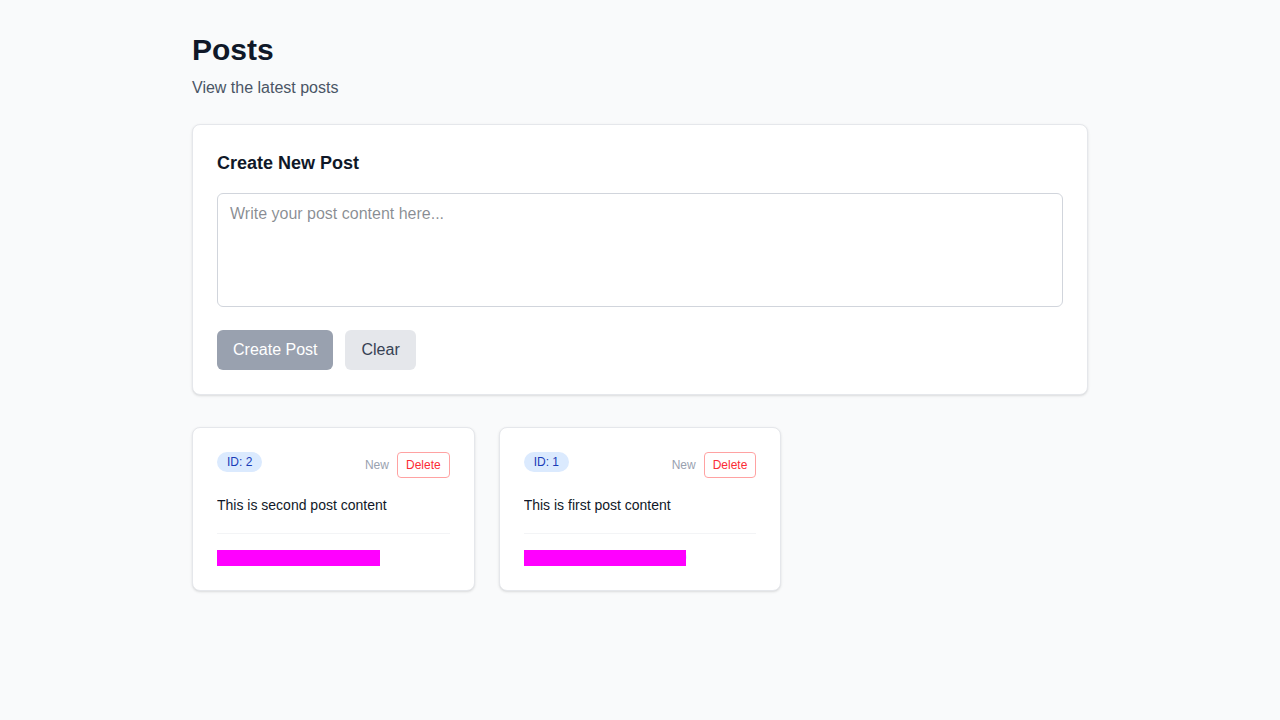 Posts
View the latest posts
Create New Post
Write your post content here...
Create Post
Clear
ID: 2
New
Delete
This is second post content
ID: 1
New
Delete
This is first post content